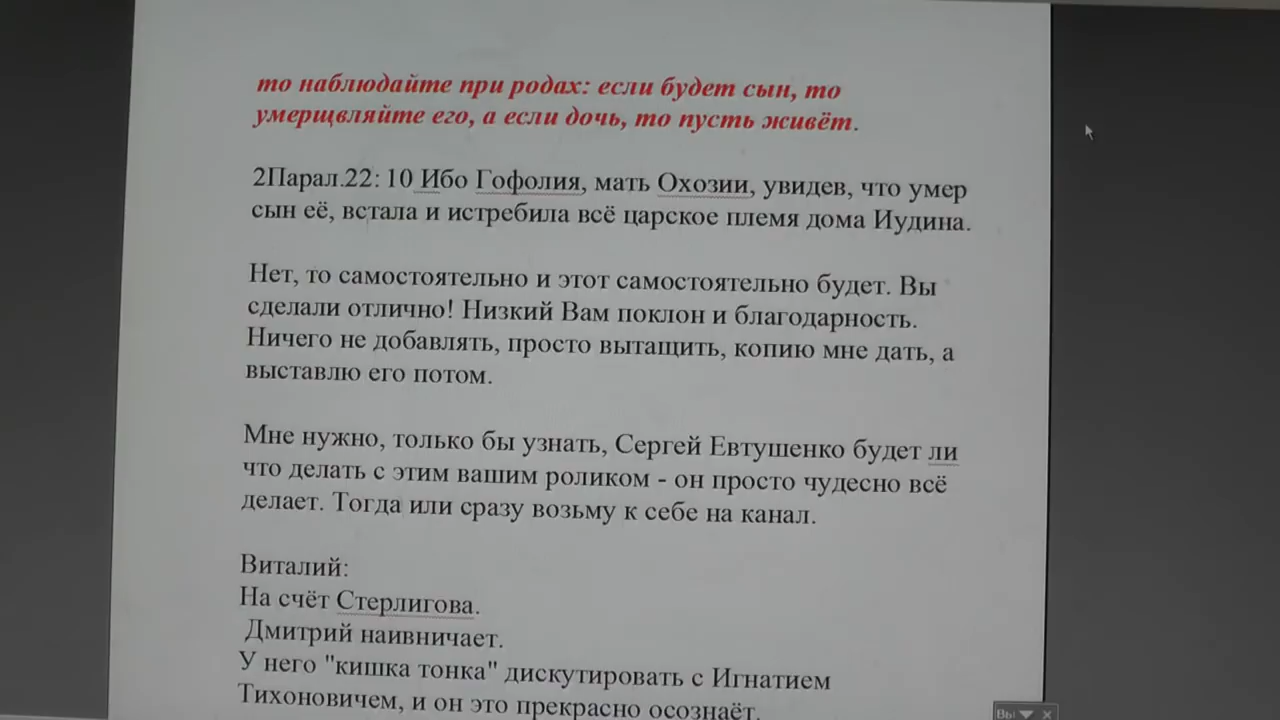 то наблюдайте при родах: если будет сын, то
умерщвляйте его, а если дочь, то пусть живёт.
2Парал.22: 10 Ибо Гофолия, мать Охозии, увидев, что умер
сын её, встала и истребила всё царское племя дома Иудина.
Нет, то самостоятельно и этот самостоятельно будет. Вы
сделали отлично! Низкий Вам поклон и благодарность.
Ничего не добавлять, просто вытащить, копию мне дать, а
выставлю его потом.
Мне нужно, только бы узнать, Сергей Евтушенко будет ли
что делать с этим вашим роликом - он просто чудесно всё
делает. Тогда или сразу возьму к себе на канал.
Виталий:
На счёт Стерлигова.
Дмитрий наивничает.
У него "кишка тонка" дискутировать с Игнатием
Тихоновичем, и он это прекрасно осознаёт.